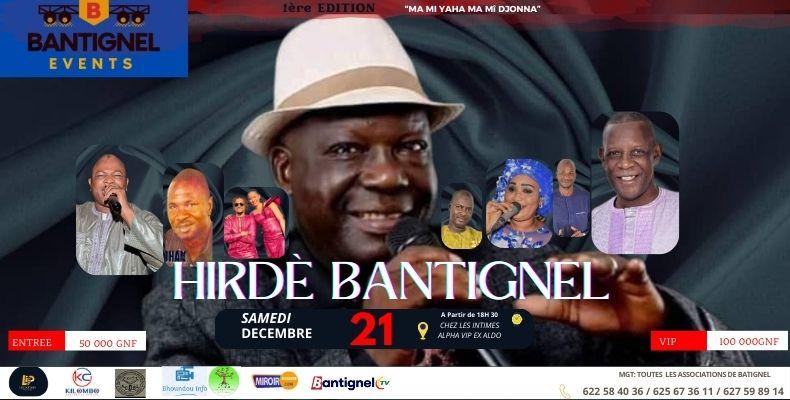 B
BANTIGNEL
EVENTS
1ère EDITION
"MA MI YAHA MA Mî DJONNA"
HIRDÈ BANTIGNEL
SAMEDI
DECEMBRE
21
A Partir de 18H 30
CHEZ LES INTIMES
ALPHA VIP EX ALDO
ENTREE
50 000 GNF
VIP
100 000GNF
KILOMBO
Bhoundou Info
MIROIR
Bantignel TV
MGT: TOUTES LES ASSOCIATIONS DE BATIGNEL
622 58 40 36 / 625 67 36 11 / 627 59 89 14